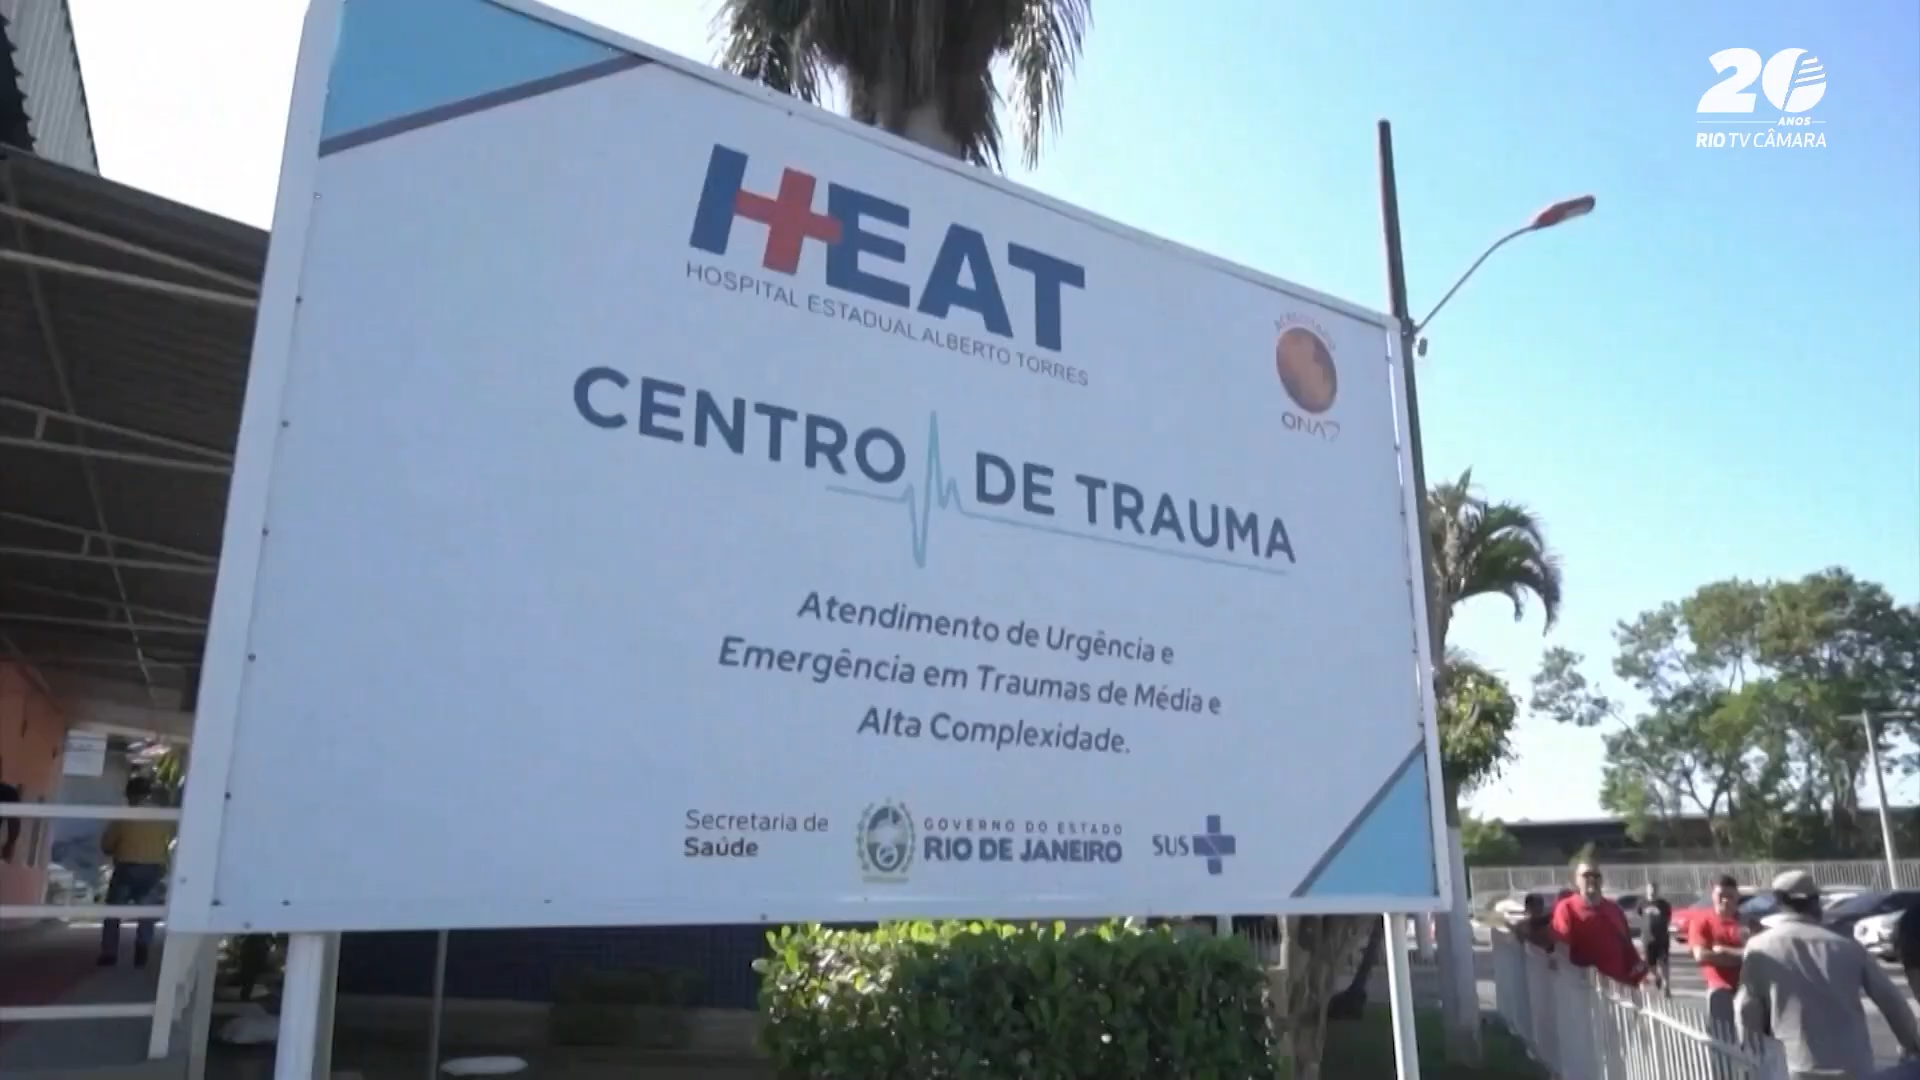 20
ANOS
RIO TV CÂMARA
HEAT
HOSPITAL ESTADUAL ALBERTO TORRES
ACREDITADO
ONA
CENTRO DE TRAUMA
Atendimento de Urgência e
Emergência em Traumas de Média e
Alta Complexidade.
Secretaria de
Saúde
GOVERNO DO ESTADO
RIO DE JANEIRO
SUS